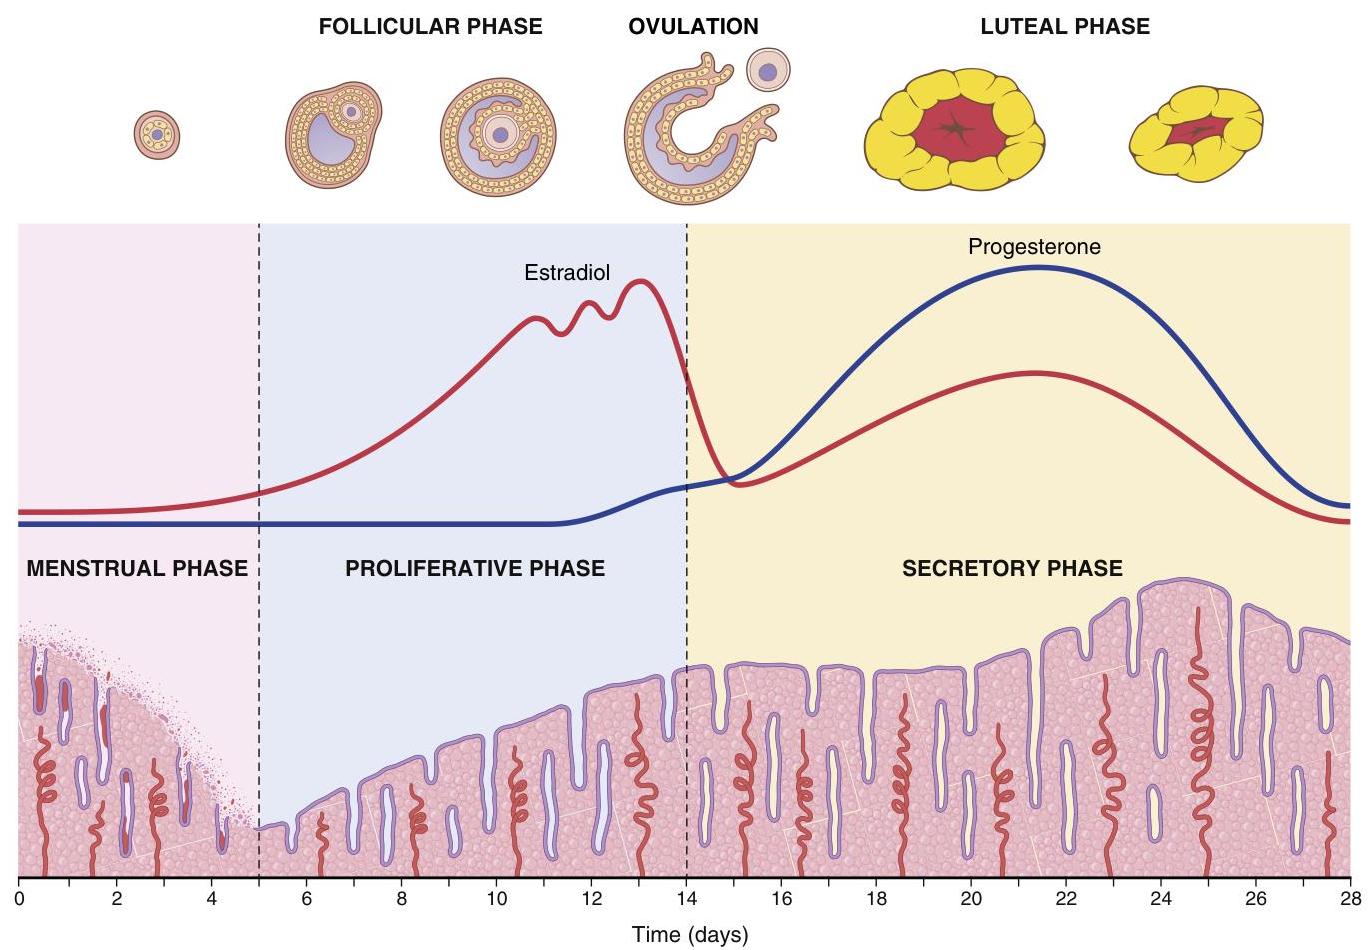 FOLLICULAR PHASE
OVULATION
LUTEAL PHASE
Progesterone
Estradiol
MENSTRUAL PHASE
PROLIFERATIVE PHASE
SECRETORY PHASE
0 2 4 6 8 10 12 14 16 18 20 22 24 26 28
Time (days)